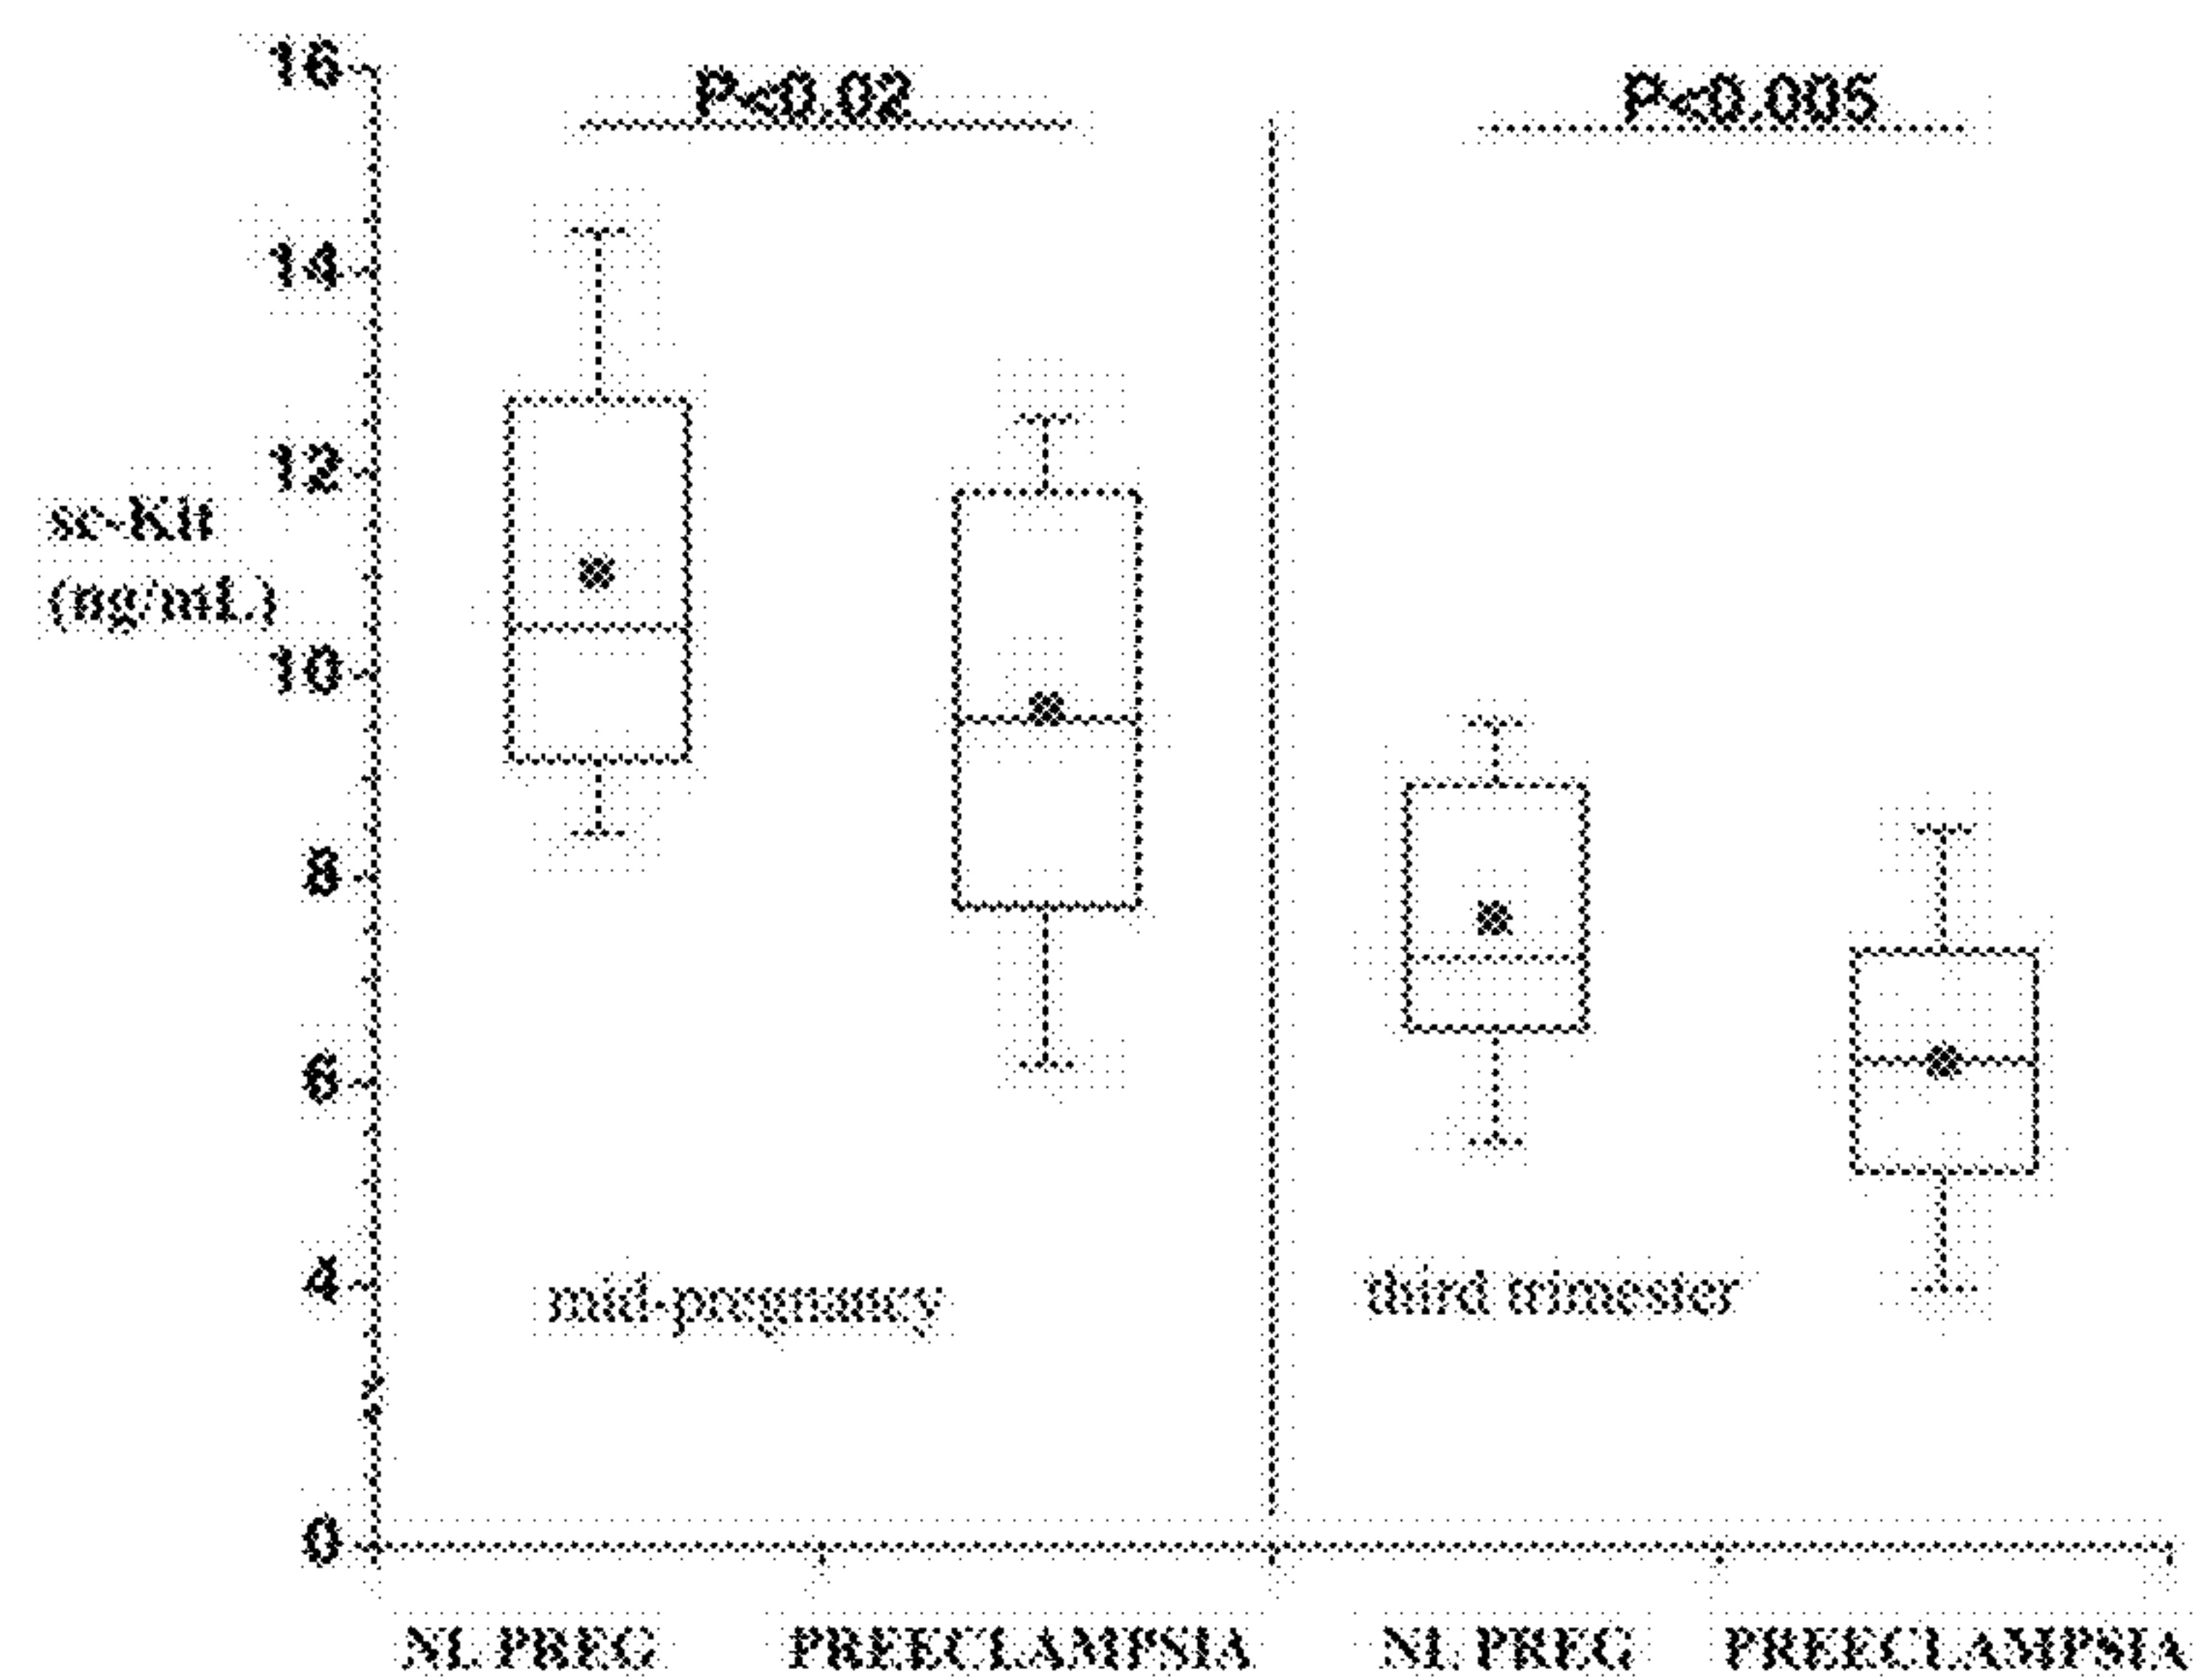 16
P<0.02
P<0.005
14
12
sc-Kit
(ng/mL)
10
8
6
4
mid-pregnancy
third trimester
0
NL PREG
PREECLAMPSIA
NL PREG
PREECLAMPSIA